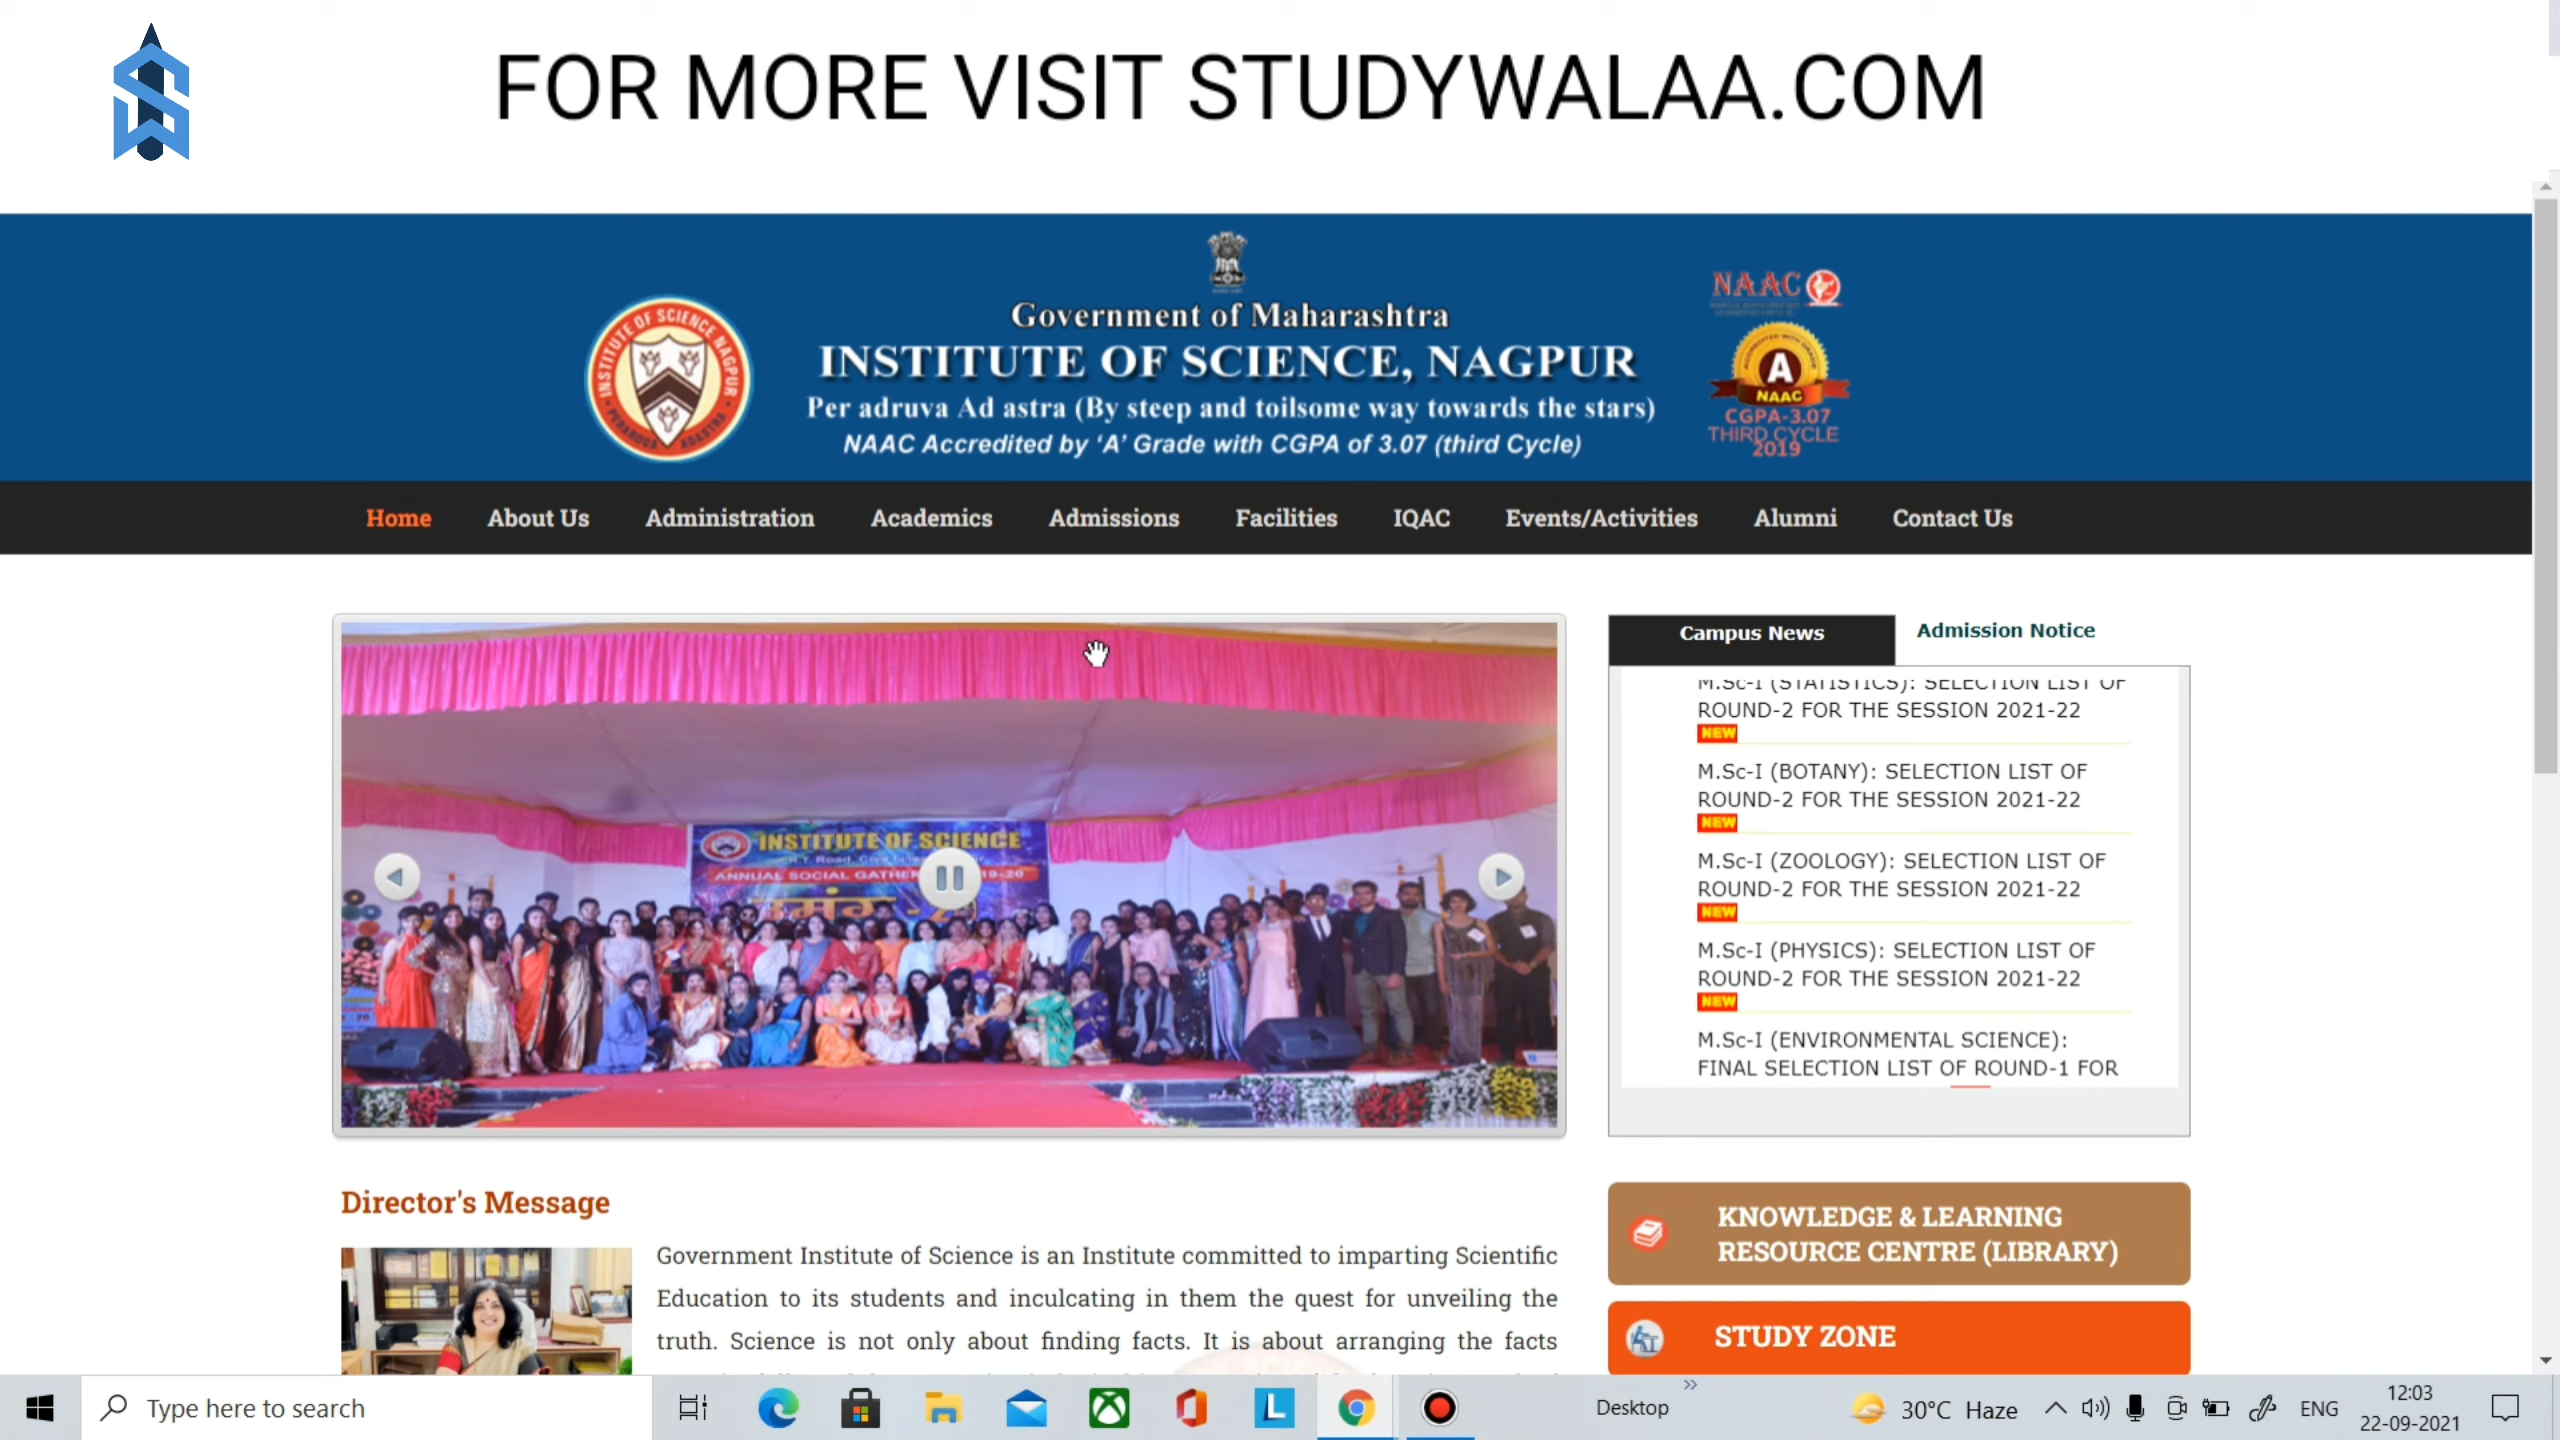 FOR MORE VISIT STUDYWALAA.COM
Government of Maharashtra
INSTITUTE OF SCIENCE, NAGPUR
Per adruva Ad astra (By steep and toilsome way towards the stars)
NAAC Accredited by ‘A’ Grade with CGPA of 3.07 (third Cycle)
INSTITUTE OF SCIENCE NAGPUR
NAAC
A
NAAC
CGPA-3.07
THIRD CYCLE
2019
Home About Us Administration Academics Admissions Facilities IQAC Events/Activities Alumni Contact Us
INSTITUTE OF SCIENCE
ANNUAL SOCIAL
Campus News Admission Notice
M.Sc-I (STATISTICS): SELECTION LIST OF
ROUND-2 FOR THE SESSION 2021-22
NEW
M.Sc-I (BOTANY): SELECTION LIST OF
ROUND-2 FOR THE SESSION 2021-22
NEW
M.Sc-I (ZOOLOGY): SELECTION LIST OF
ROUND-2 FOR THE SESSION 2021-22
NEW
M.Sc-I (PHYSICS): SELECTION LIST OF
ROUND-2 FOR THE SESSION 2021-22
NEW
M.Sc-I (ENVIRONMENTAL SCIENCE):
FINAL SELECTION LIST OF ROUND-1 FOR
Director's Message
Government Institute of Science is an Institute committed to imparting Scientific
Education to its students and inculcating in them the quest for unveiling the
truth. Science is not only about finding facts. It is about arranging the facts
KNOWLEDGE & LEARNING
RESOURCE CENTRE (LIBRARY)
STUDY ZONE
Type here to search
Desktop
30°C Haze
ENG
12:03
22-09-2021